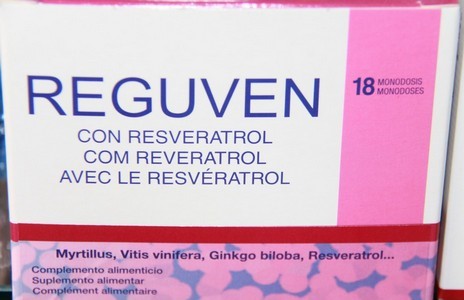 REGUVEN
18 MONODOSIS
MONODOSES
CON RESVERATROL
COM REVERATROL
AVEC LE RESVÉRATROL
Myrtillus, Vitis vinífera, Ginkgo biloba, Resveratrol...
Complemento alimenticio
Suplemento alimentar
Complément alimentaire